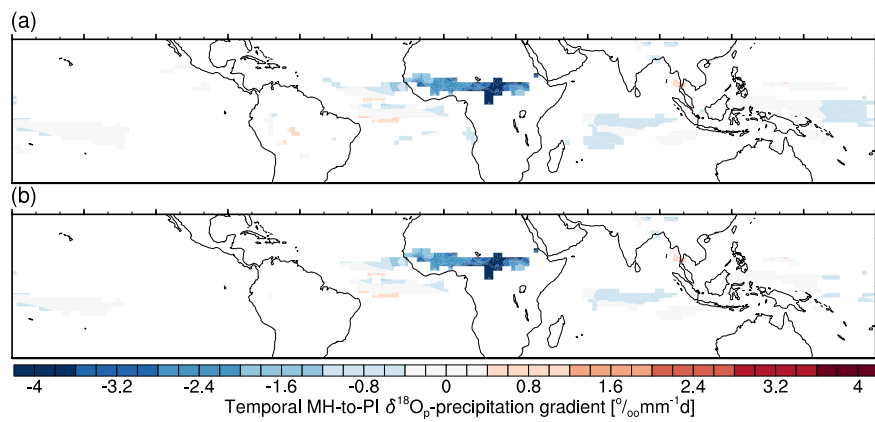 (a)
(b)
-4 -3.2 -2.4 -1.6 -0.8 0 0.8 1.6 2.4 3.2 4
Temporal MH-to-PI δ¹⁸Oₚ-precipitation gradient [°/ₒₒmm⁻¹d]